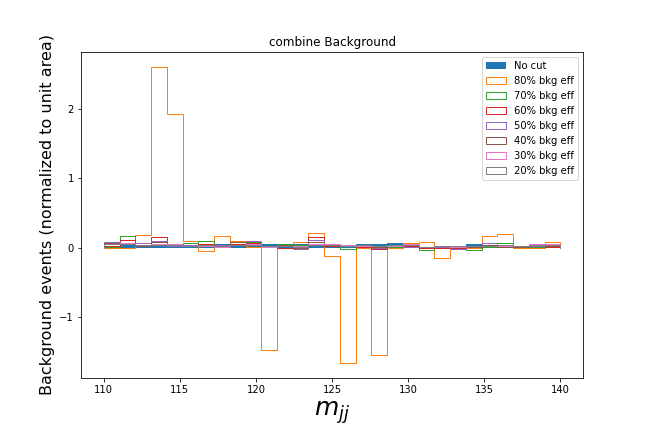 combine Background
Background events (normalized to unit area)
2
1
0
−1
110
115
120
125
130
135
140
m_{jj}
No cut
80% bkg eff
70% bkg eff
60% bkg eff
50% bkg eff
40% bkg eff
30% bkg eff
20% bkg eff